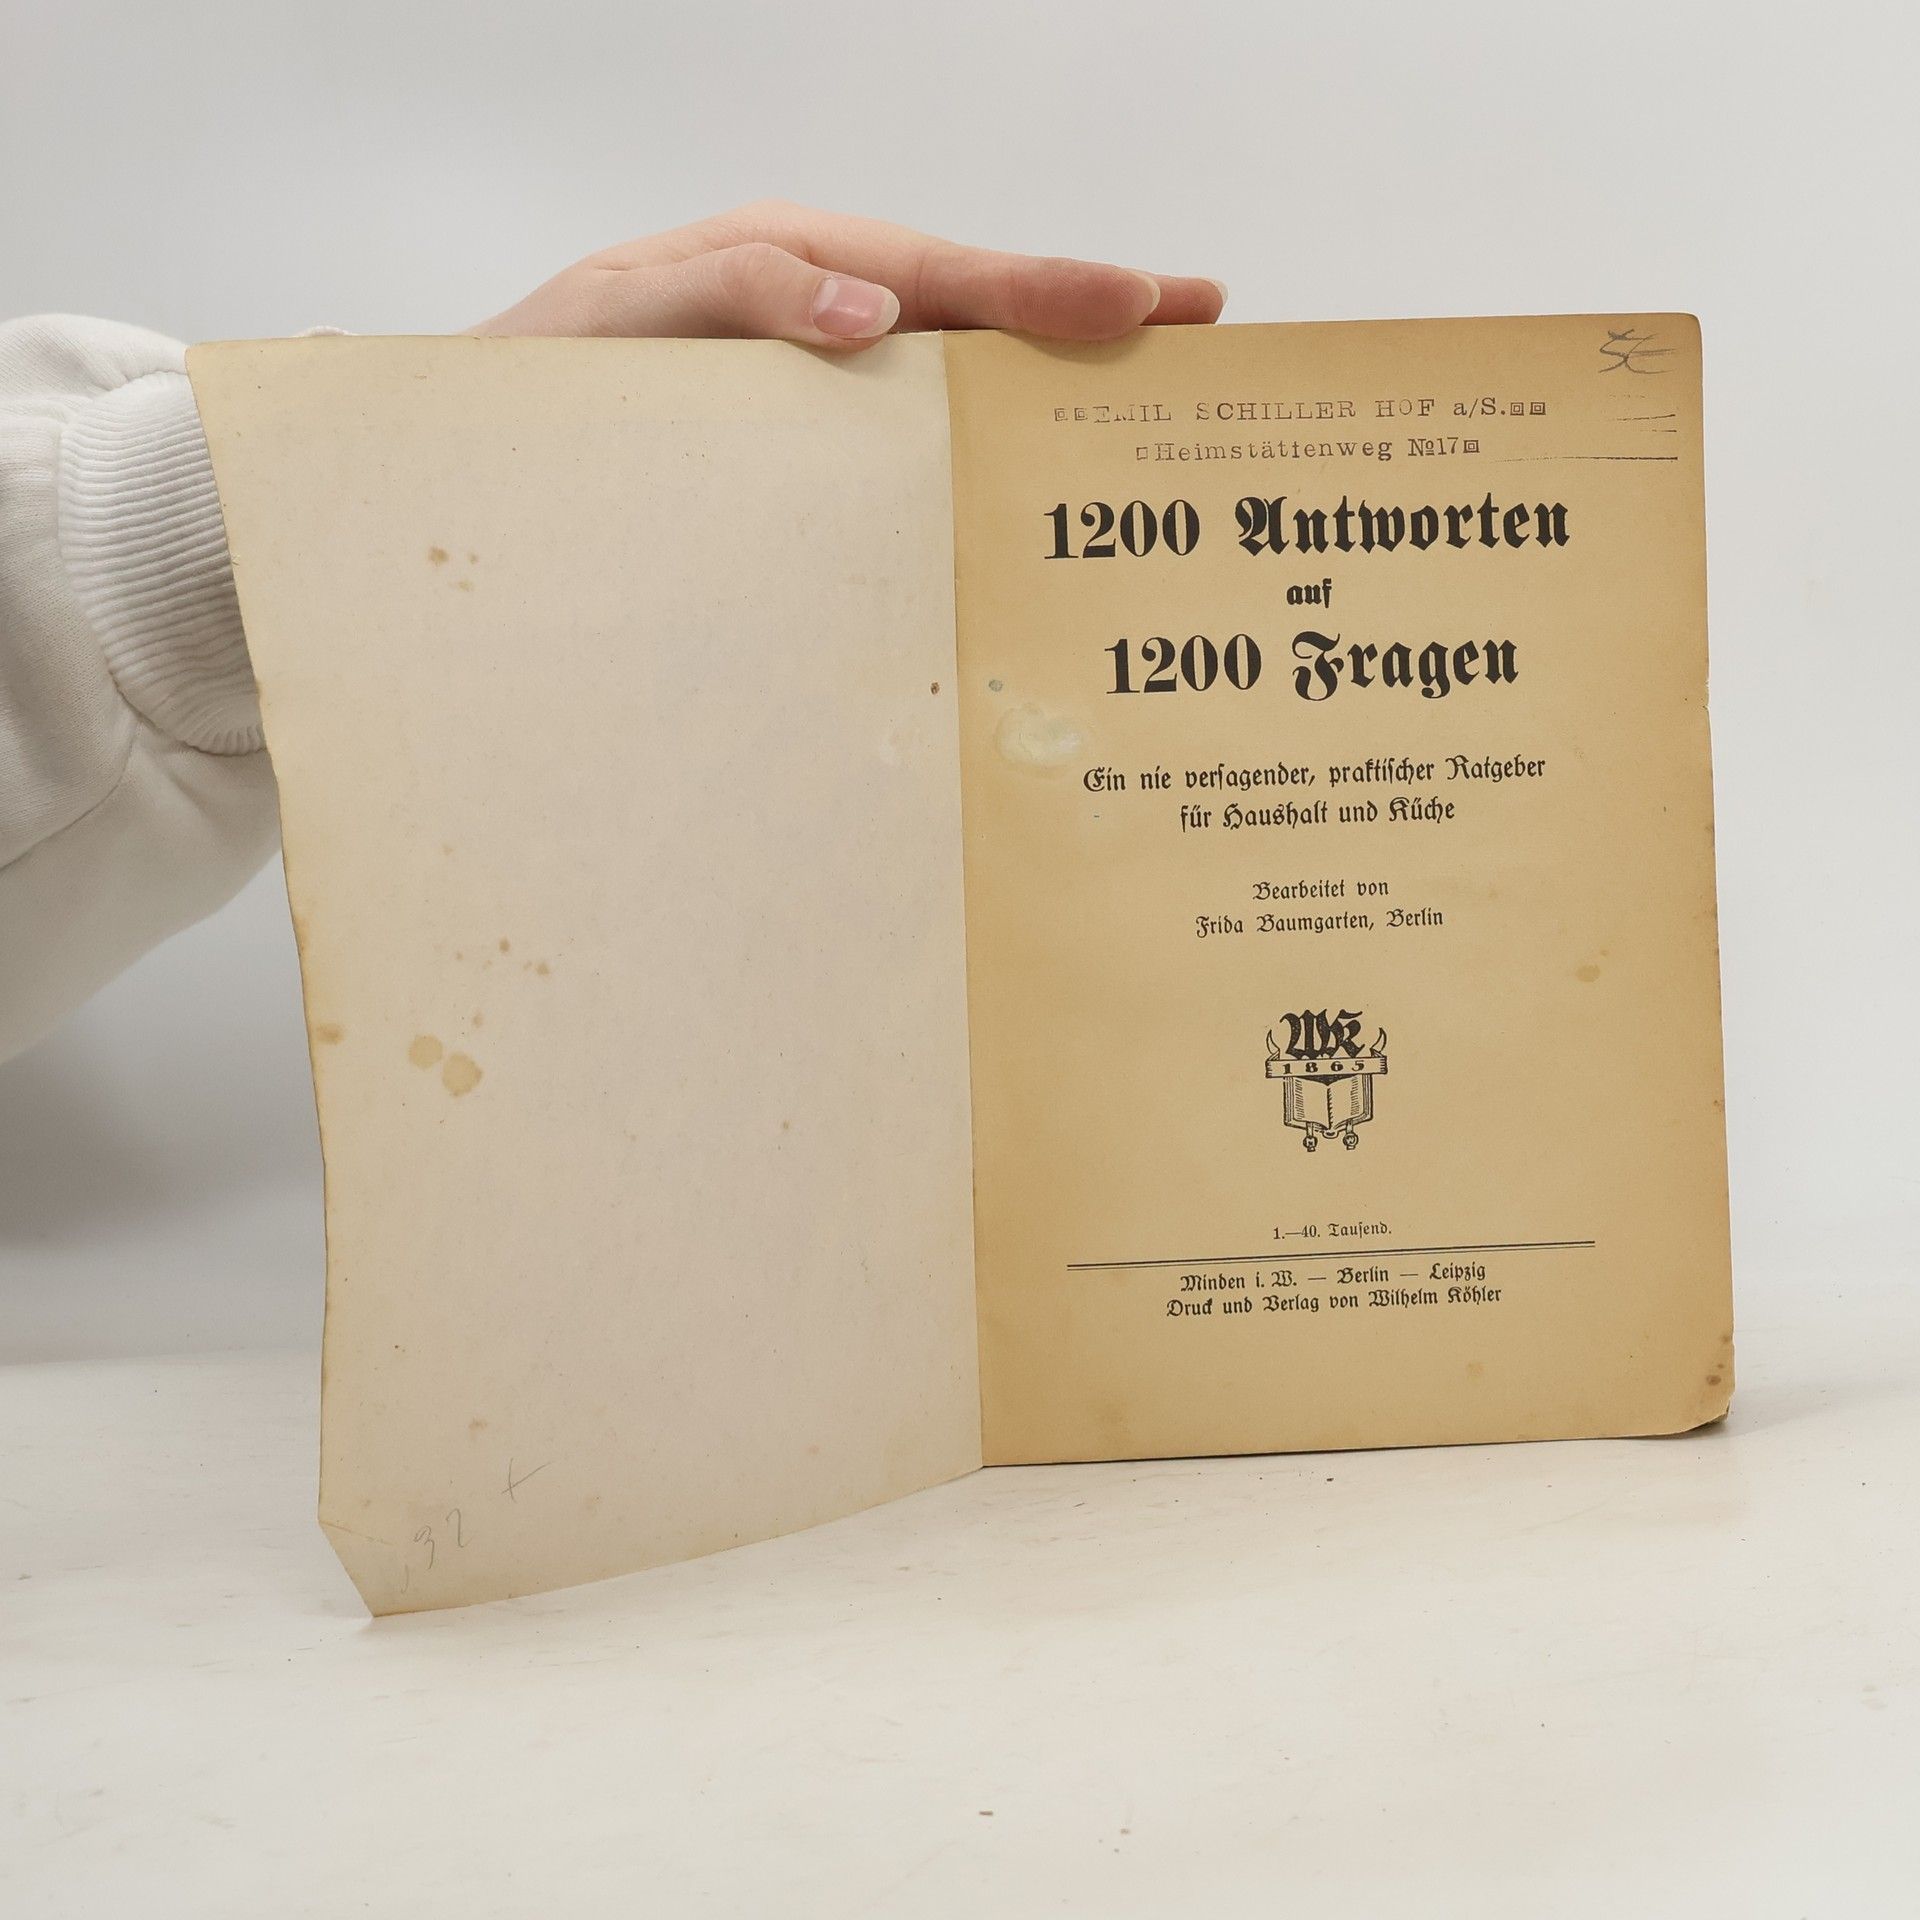 EMIL SCHILLER HOF a/S.
Heimstättenweg №17
1200 Antworten
auf
1200 Fragen
Ein nie verſagender, praktiſcher Ratgeber
für Haushalt und Küche
Bearbeitet von
Frida Baumgarten, Berlin
WK
1865
1.—40. Tauſend.
Minden i. W. — Berlin — Leipzig
Druck und Verlag von Wilhelm Köhler